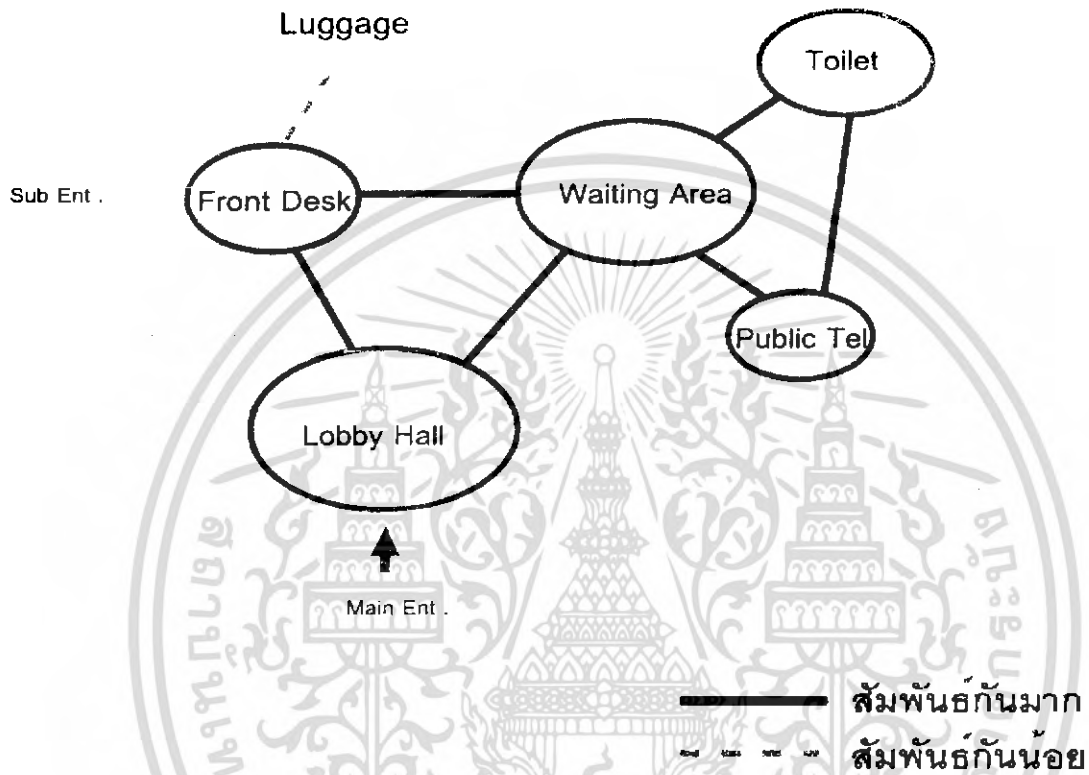 Luggage
Toilet
Sub Ent .
Front Desk
Waiting Area
Public Tel
Lobby Hall
Main Ent .
สัมพันธ์กันมาก
สัมพันธ์กันน้อย